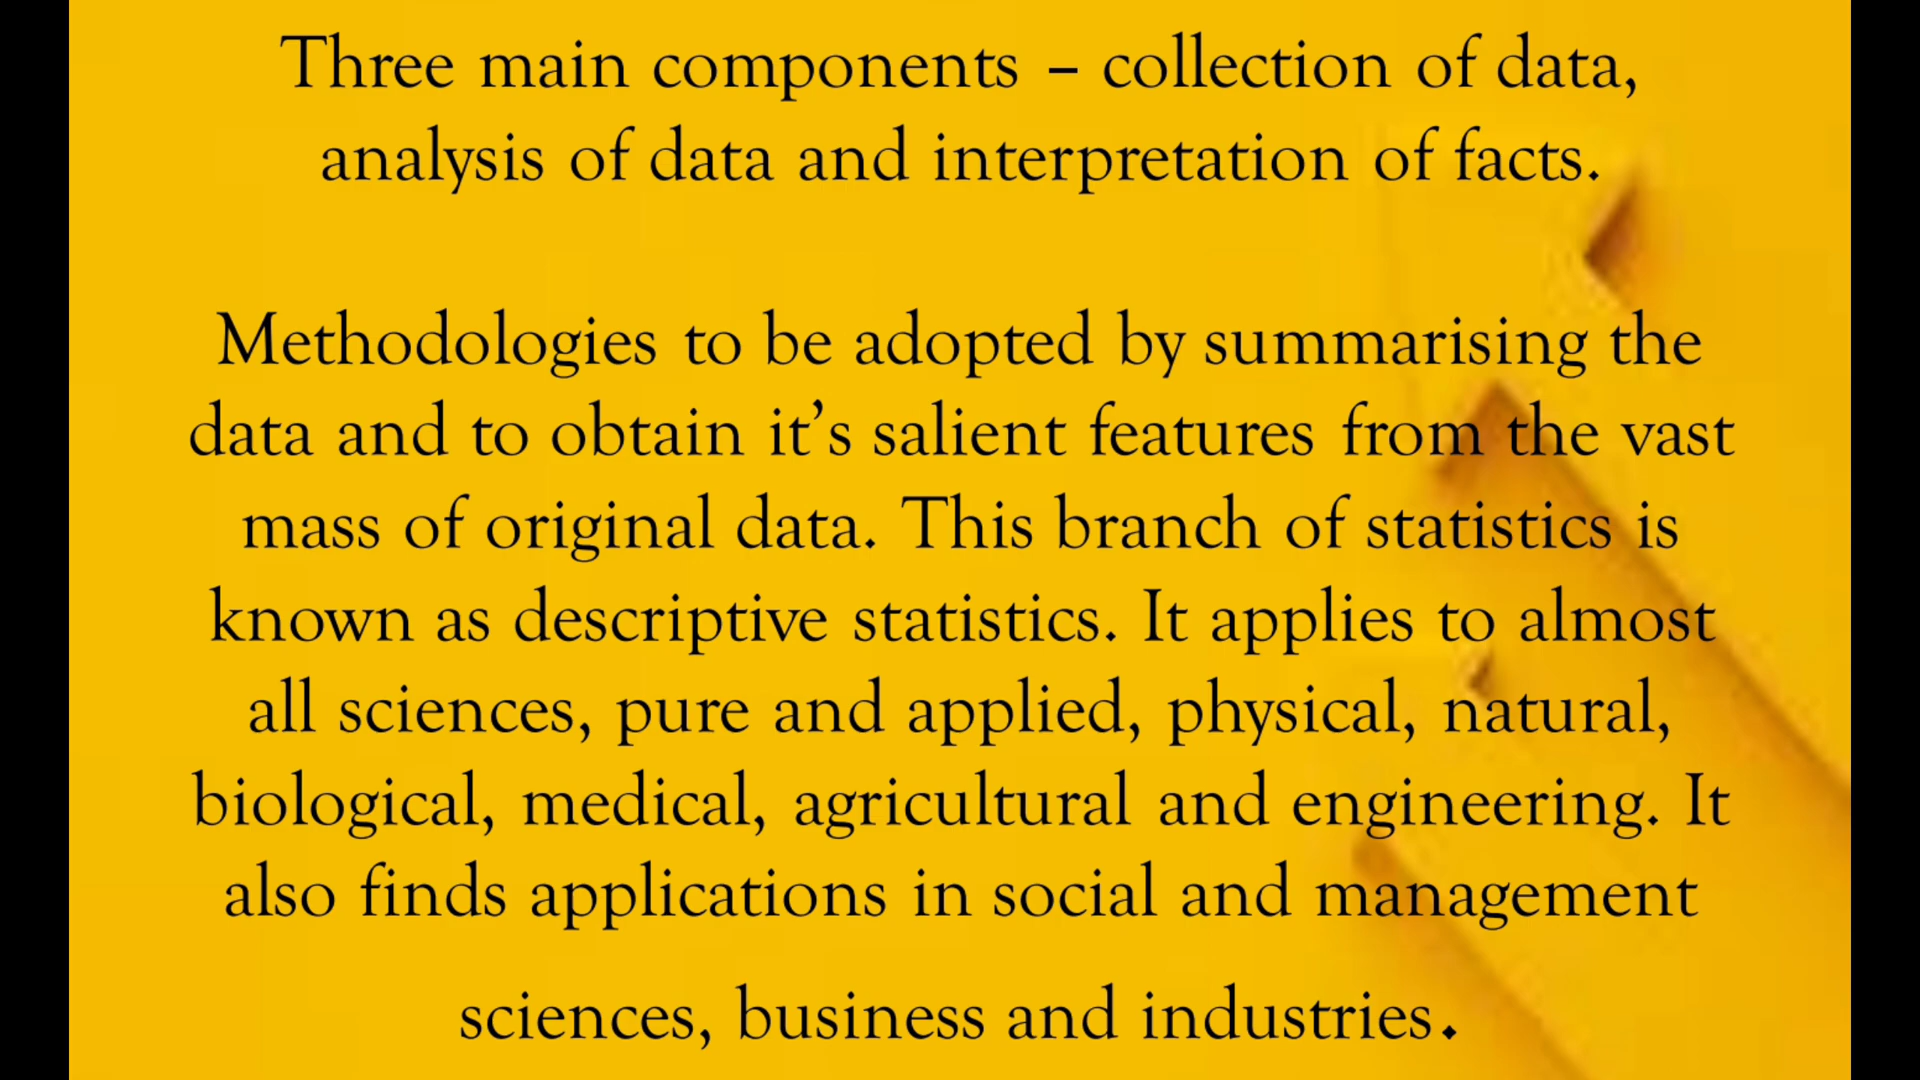 Three main components – collection of data,
analysis of data and interpretation of facts.
Methodologies to be adopted by summarising the
data and to obtain it’s salient features from the vast
mass of original data. This branch of statistics is
known as descriptive statistics. It applies to almost
all sciences, pure and applied, physical, natural,
biological, medical, agricultural and engineering. It
also finds applications in social and management
sciences, business and industries.